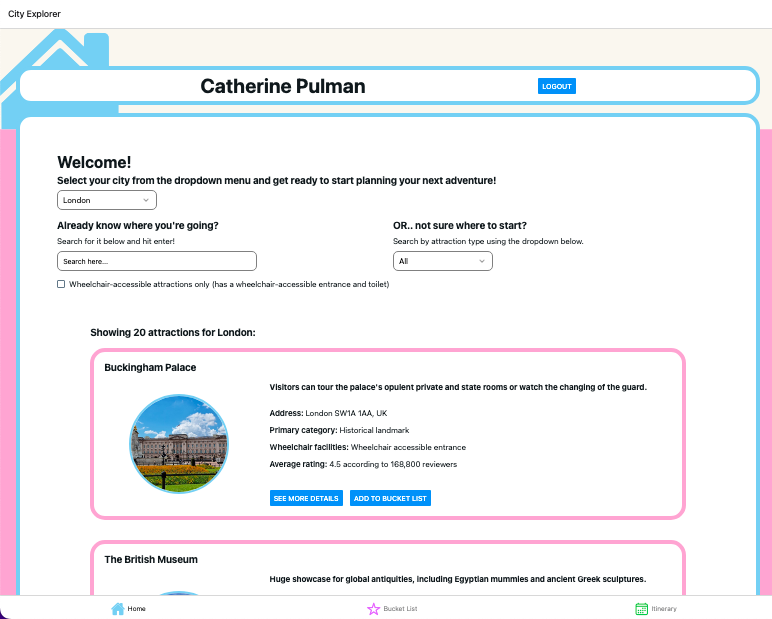 City Explorer
Catherine Pulman
LOGOUT
Welcome!
Select your city from the dropdown menu and get ready to start planning your next adventure!
London
Already know where you're going?
Search for it below and hit enter!
Search here...
OR.. not sure where to start?
Search by attraction type using the dropdown below.
All
Wheelchair-accessible attractions only (has a wheelchair-accessible entrance and toilet)
Showing 20 attractions for London:
Buckingham Palace
Visitors can tour the palace's opulent private and state rooms or watch the changing of the guard.
Address: London SW1A 1AA, UK
Primary category: Historical landmark
Wheelchair facilities: Wheelchair accessible entrance
Average rating: 4.5 according to 168,800 reviewers
SEE MORE DETAILS
ADD TO BUCKET LIST
The British Museum
Huge showcase for global antiquities, including Egyptian mummies and ancient Greek sculptures.
Home
Bucket List
Itinerary